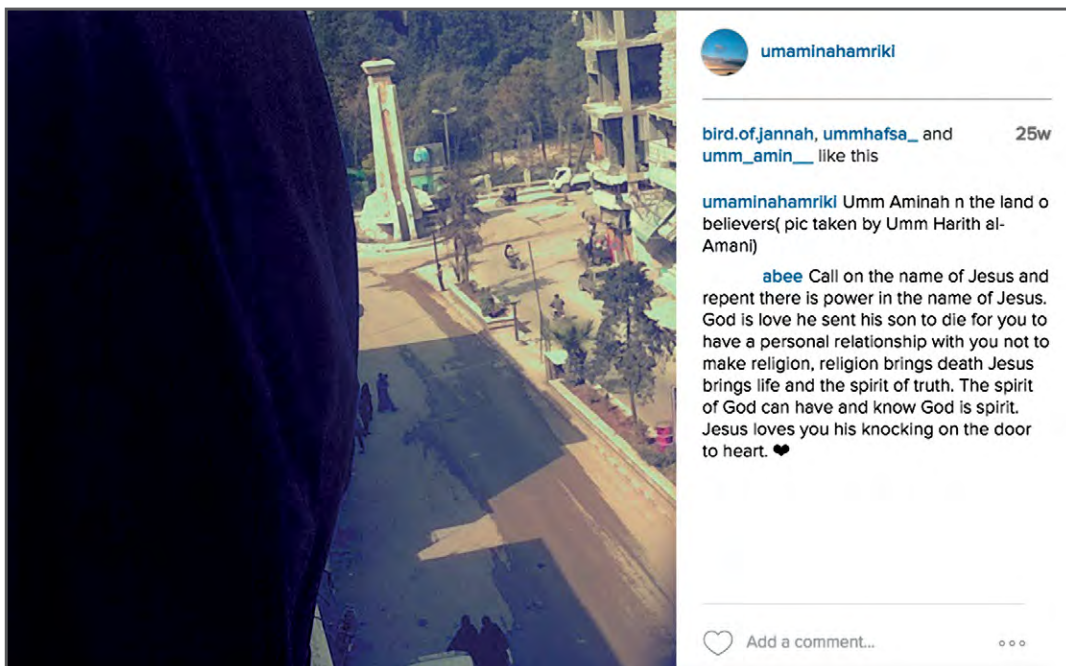 umaminahamriki
bird.of.jannah, ummhafsa_ and 25w
umm_amin__ like this
umaminahamriki Umm Aminah n the land o
believers( pic taken by Umm Harith al-
Amani)
abee Call on the name of Jesus and
repent there is power in the name of Jesus.
God is love he sent his son to die for you to
have a personal relationship with you not to
make religion, religion brings death Jesus
brings life and the spirit of truth. The spirit
of God can have and know God is spirit.
Jesus loves you his knocking on the door
to heart. ❤
Add a comment...